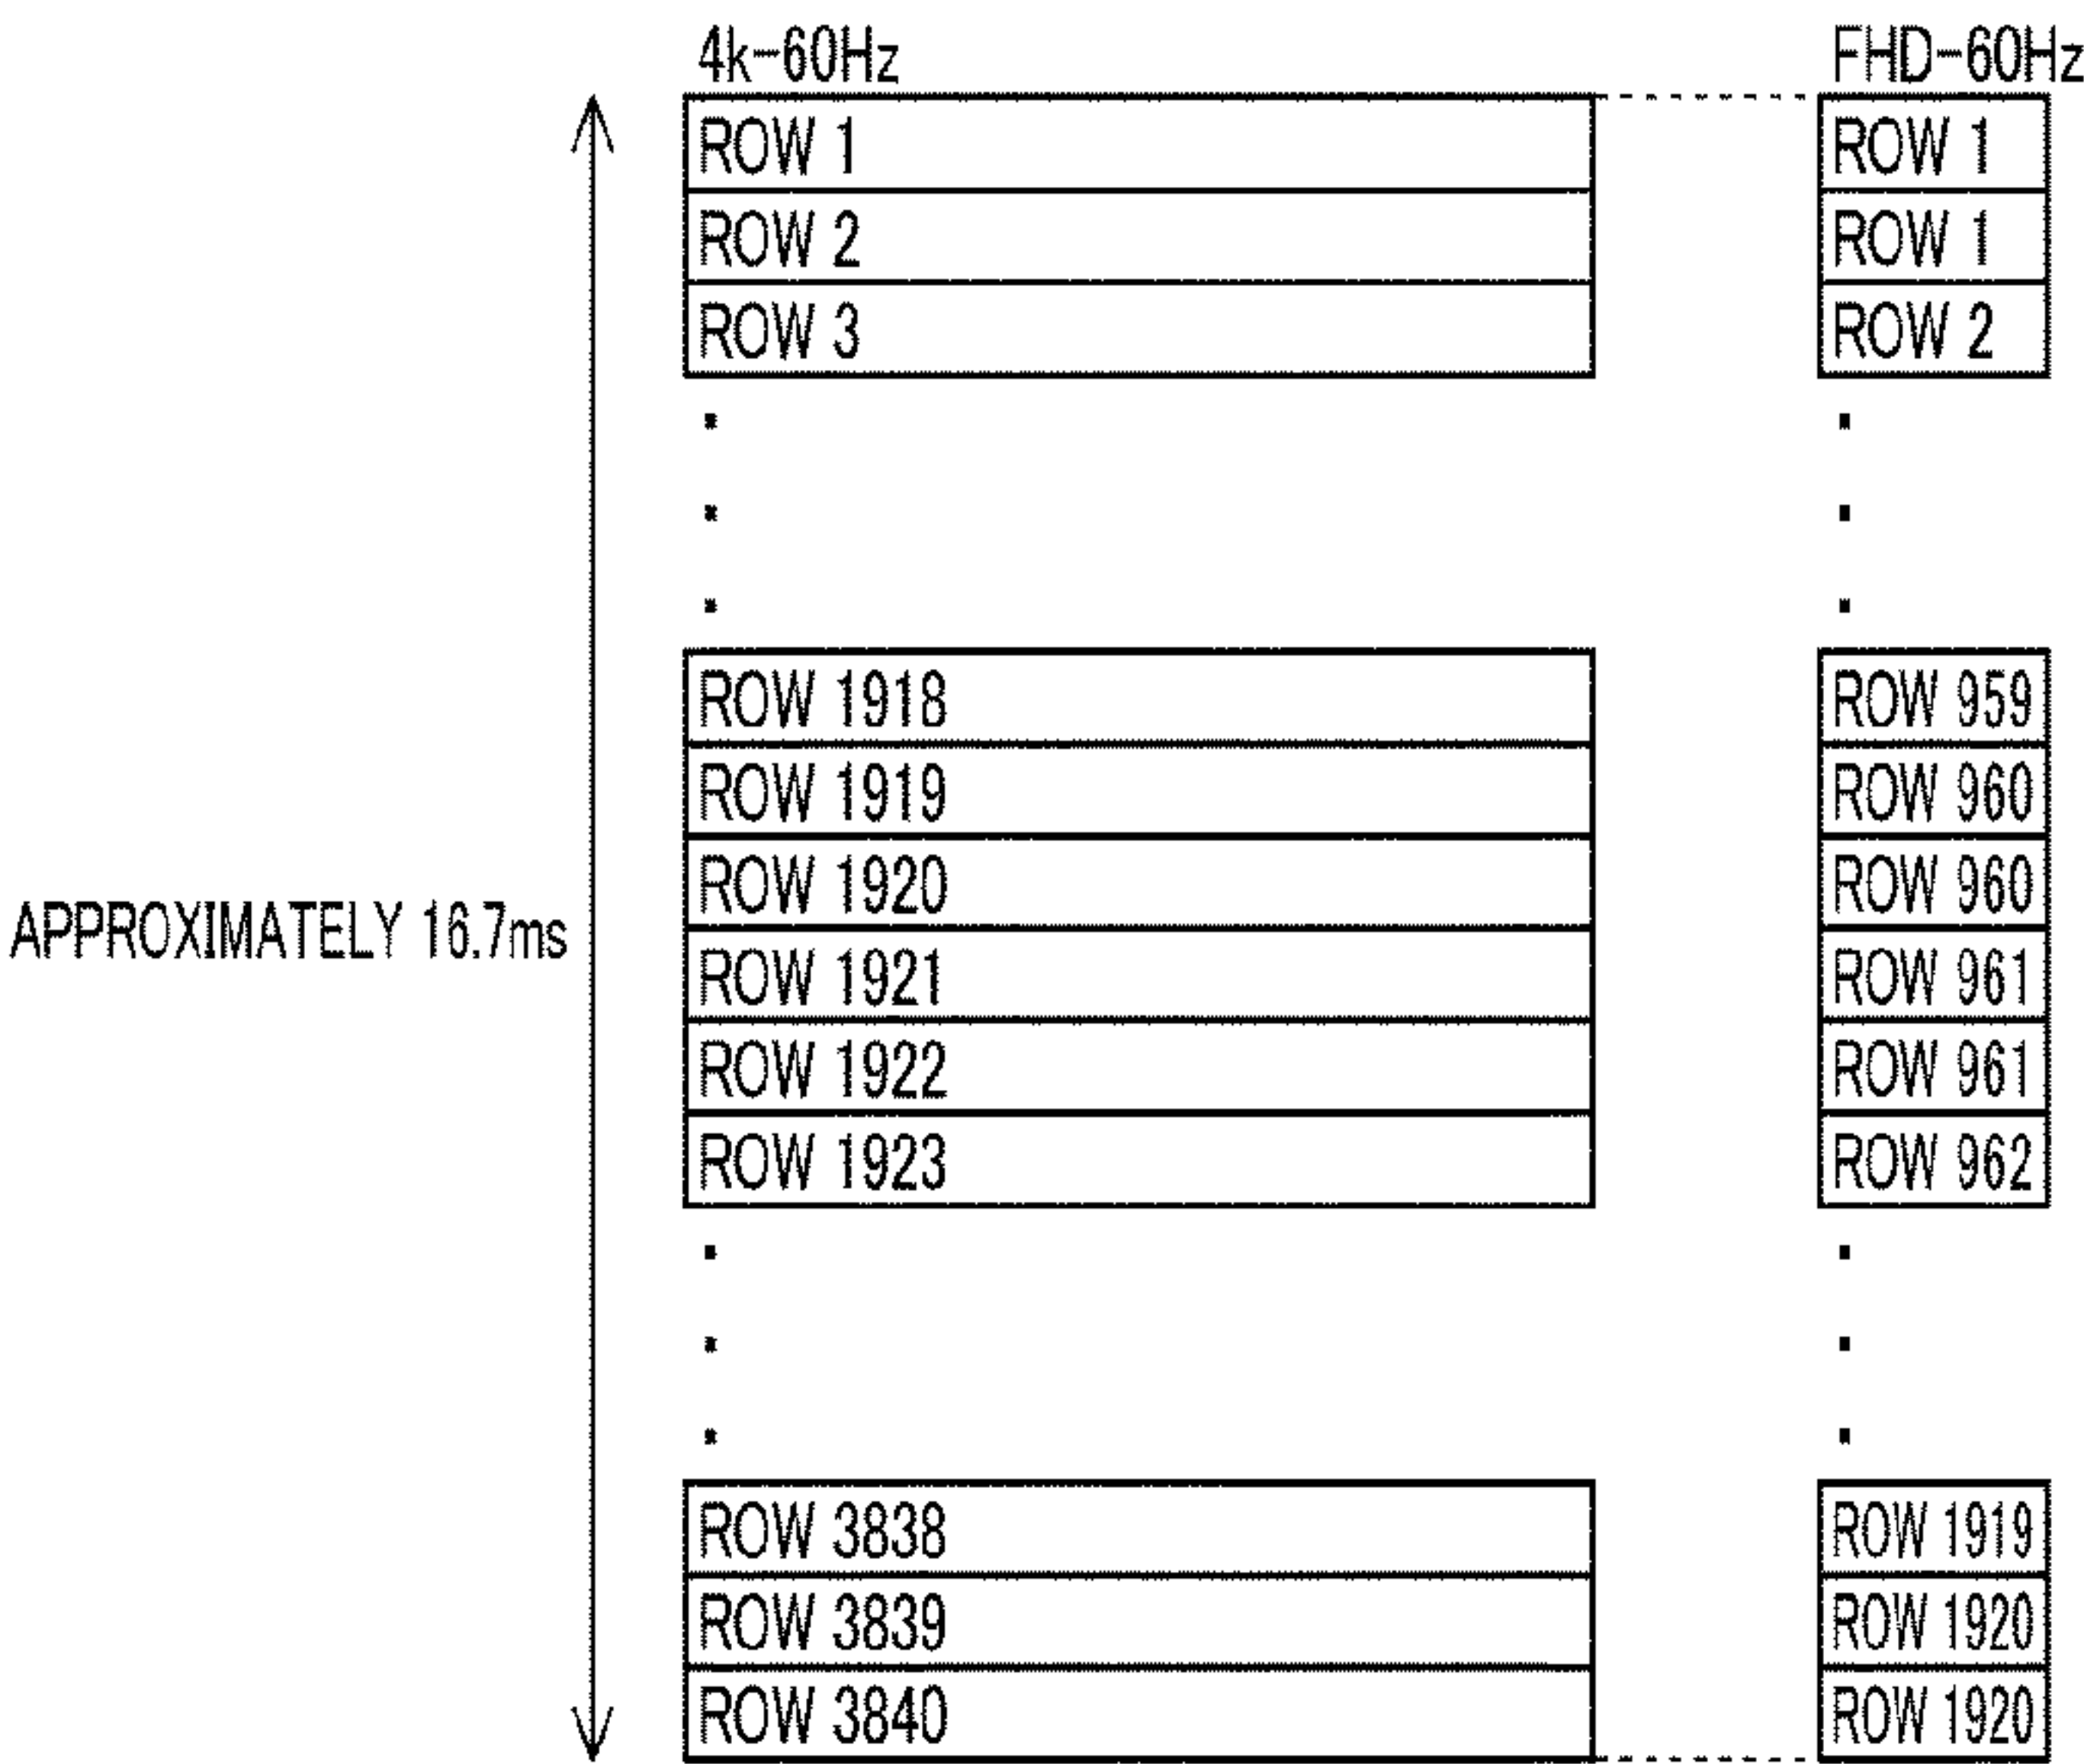 4k-60Hz FHD-60Hz
ROW 1 ROW 1
ROW 2 ROW 1
ROW 3 ROW 2
ROW 1918 ROW 959
ROW 1919 ROW 960
ROW 1920 ROW 960
APPROXIMATELY 16.7ms
ROW 1921 ROW 961
ROW 1922 ROW 961
ROW 1923 ROW 962
ROW 3838 ROW 1919
ROW 3839 ROW 1920
ROW 3840 ROW 1920